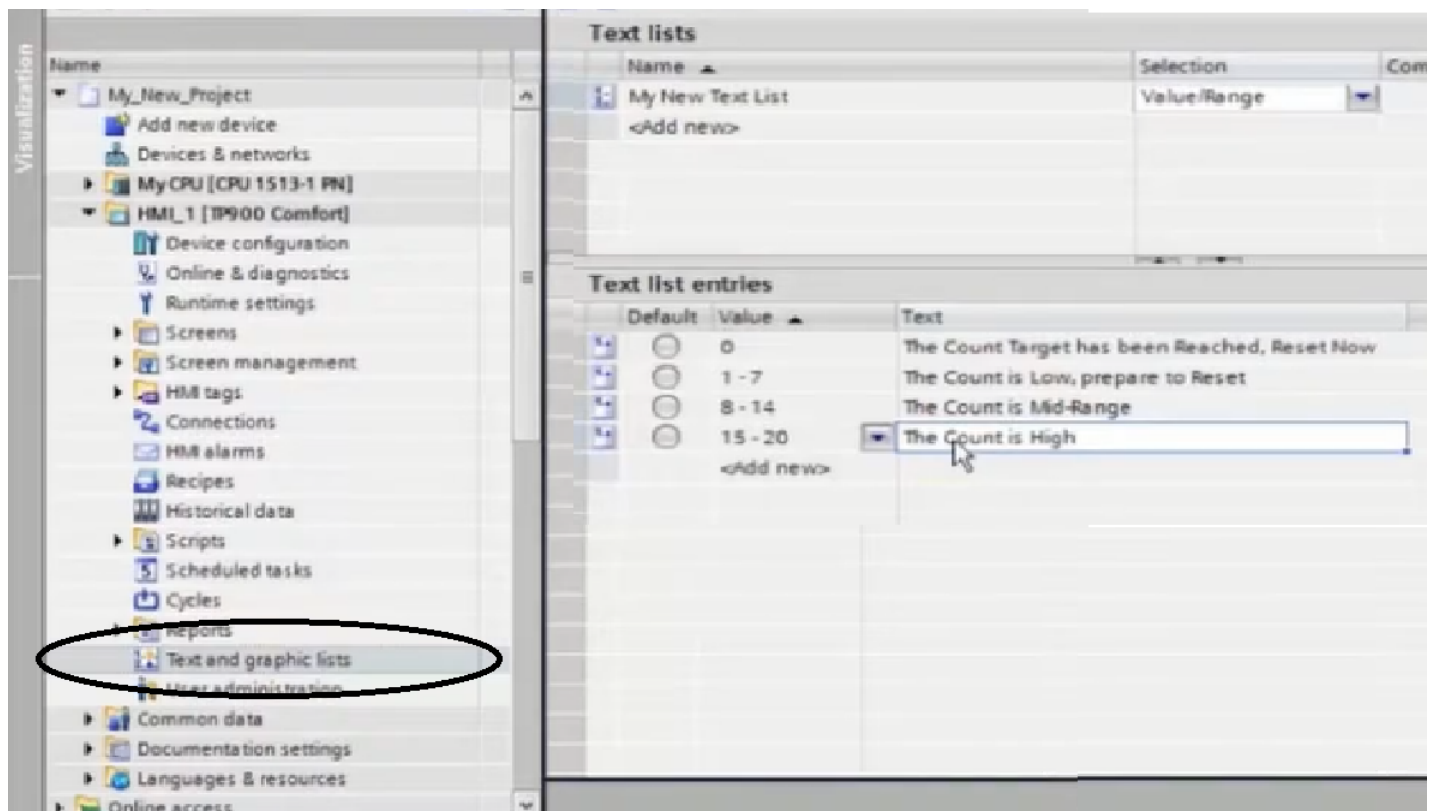 Visualization
Name
My_New_Project
Add new device
Devices & networks
My CPU [CPU 1513-1 PN]
HMI_1 [TP900 Comfort]
Device configuration
Online & diagnostics
Runtime settings
Screens
Screen management
HMI tags
Connections
HMI alarms
Recipes
Historical data
Scripts
Scheduled tasks
Cycles
Reports
Text and graphic lists
User administration
Common data
Documentation settings
Languages & resources
Online access
Text lists
Name Selection Com
My New Text List Value/Range
<Add new>
Text list entries
Default Value Text
0 The Count Target has been Reached, Reset Now
1 - 7 The Count is Low, prepare to Reset
8 - 14 The Count is Mid-Range
15 - 20 The Count is High
<Add new>